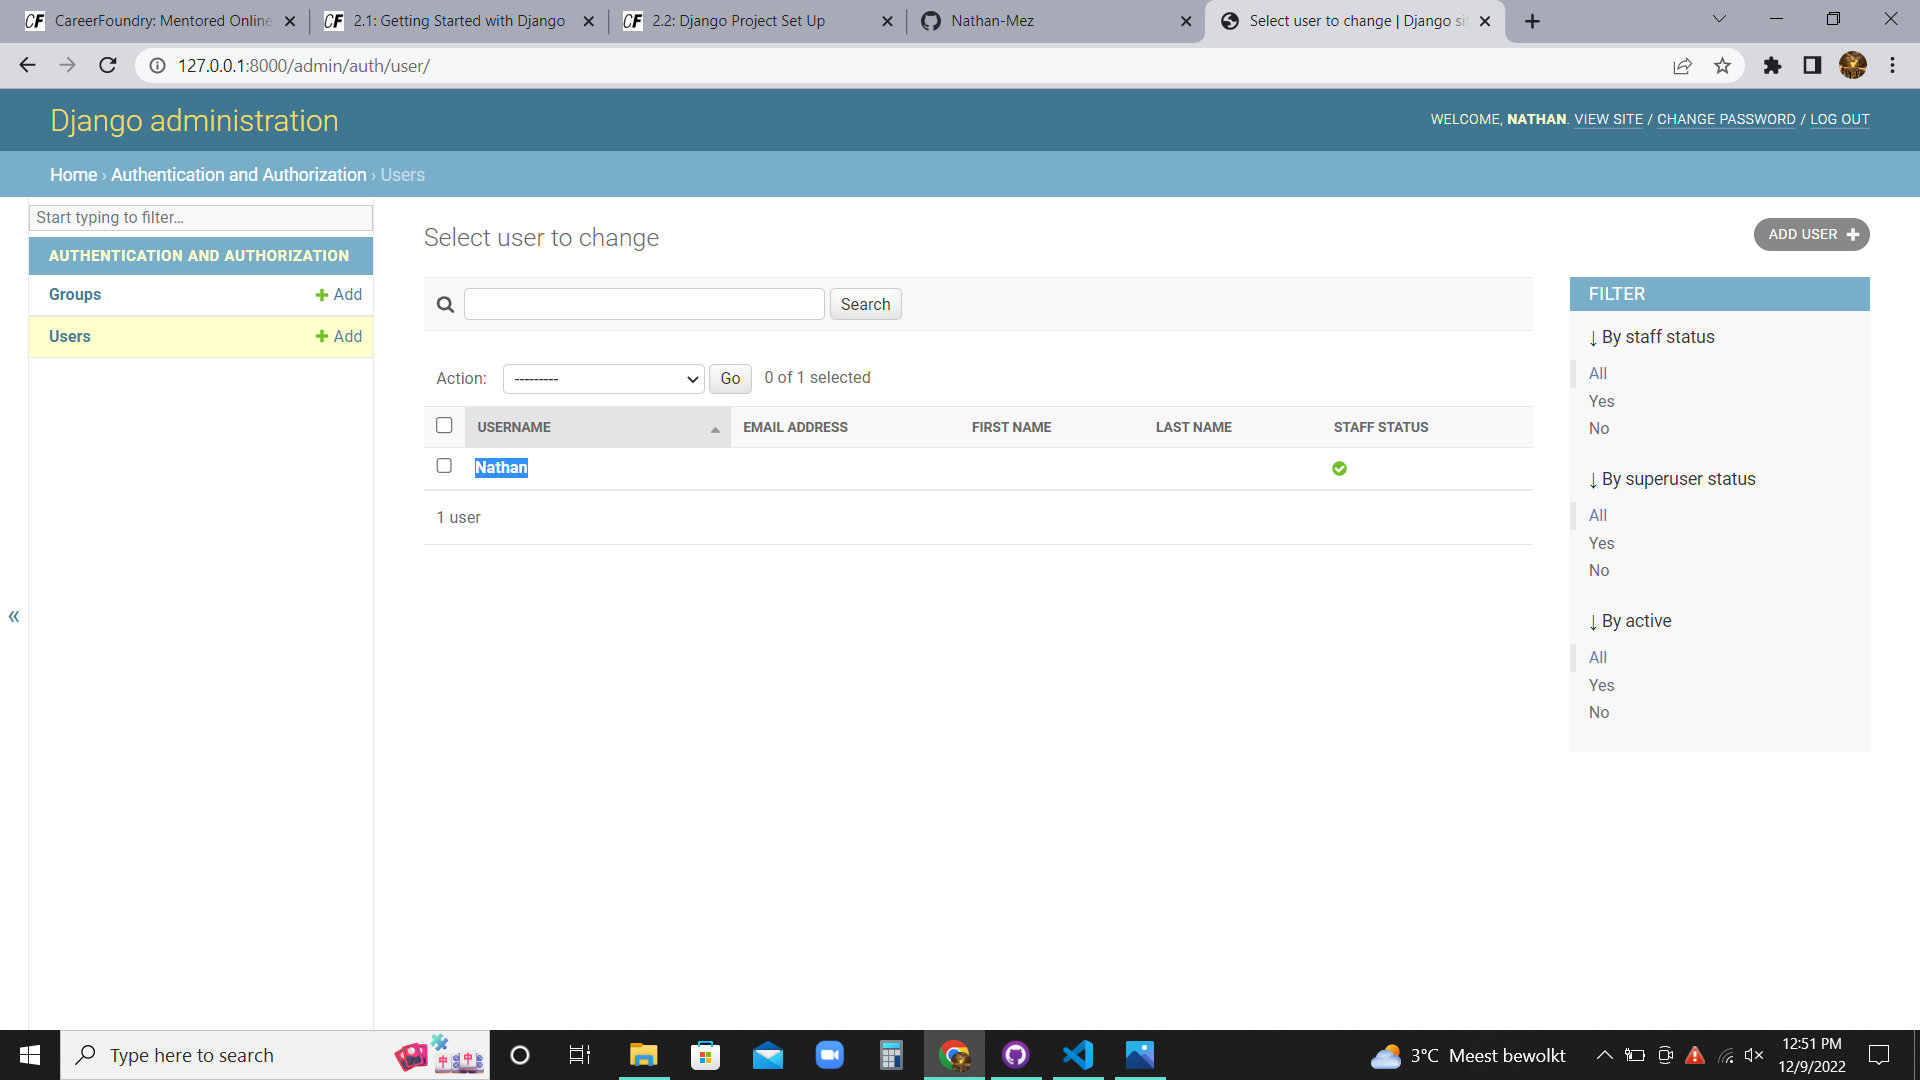 CareerFoundry: Mentored Online
2.1: Getting Started with Django
2.2: Django Project Set Up
Nathan-Mez
Select user to change | Django si
127.0.0.1:8000/admin/auth/user/
Django administration
WELCOME, NATHAN. VIEW SITE / CHANGE PASSWORD / LOG OUT
Home › Authentication and Authorization › Users
Start typing to filter...
AUTHENTICATION AND AUTHORIZATION
Groups
Add
Users
Add
«
Select user to change
ADD USER
Search
Action:
---------
Go
0 of 1 selected
USERNAME
EMAIL ADDRESS
FIRST NAME
LAST NAME
STAFF STATUS
Nathan
1 user
FILTER
↓ By staff status
All
Yes
No
↓ By superuser status
All
Yes
No
↓ By active
All
Yes
No
Type here to search
3°C Meest bewolkt
12:51 PM
12/9/2022